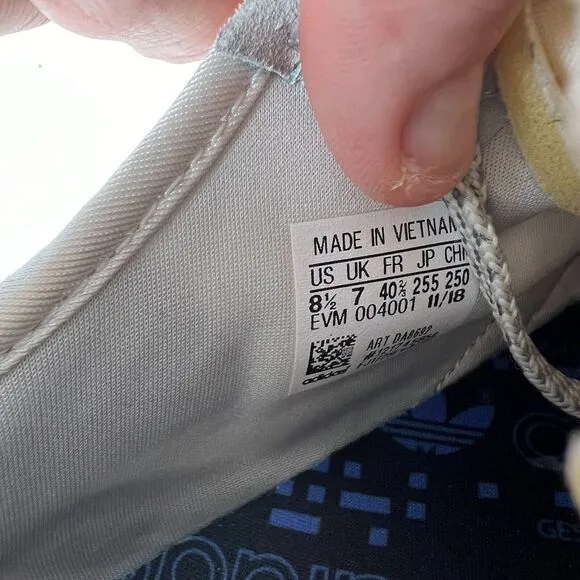 MADE IN VIETNAM
US UK FR JP CHN
8½ 7 40⅔ 255 250
EVM 004001 11/18
ART DA8692
adidas